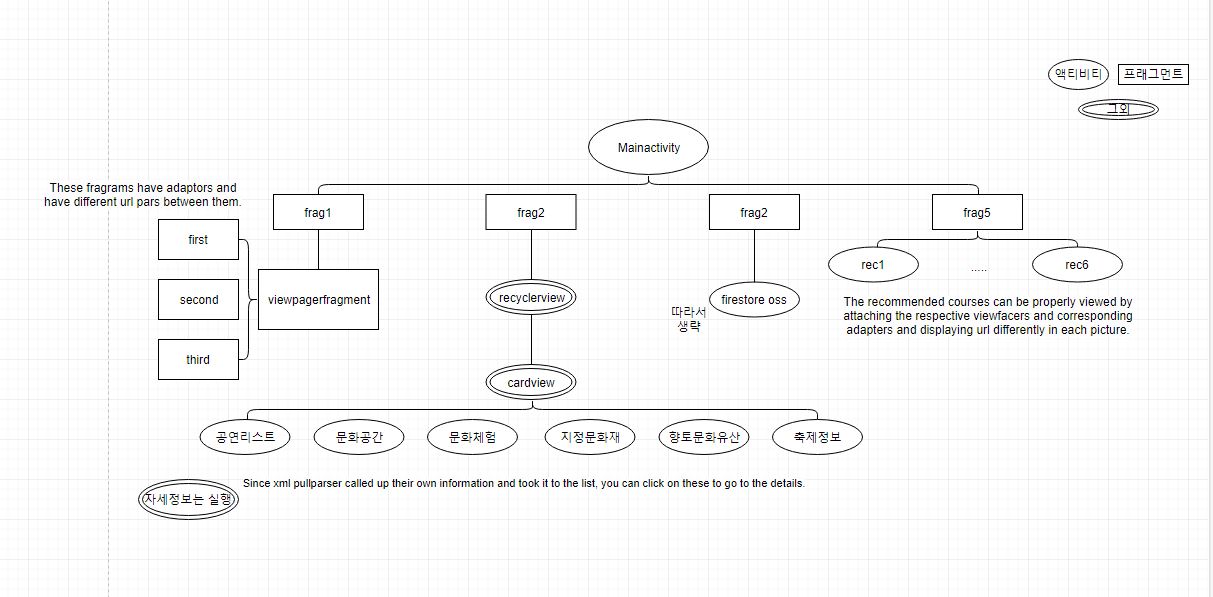 액티비티
프래그먼트
그외
Mainactivity
These fragrams have adaptors and
have different url pars between them.
frag1
frag2
frag2
frag5
first
second
third
viewpagerfragment
recyclerview
firestore oss
따라서
생략
rec1
.....
rec6
The recommended courses can be properly viewed by
attaching the respective viewfacers and corresponding
adapters and displaying url differently in each picture.
cardview
공연리스트
문화공간
문화체험
지정문화재
향토문화유산
축제정보
자세정보는 실행
Since xml pullparser called up their own information and took it to the list, you can click on these to go to the details.